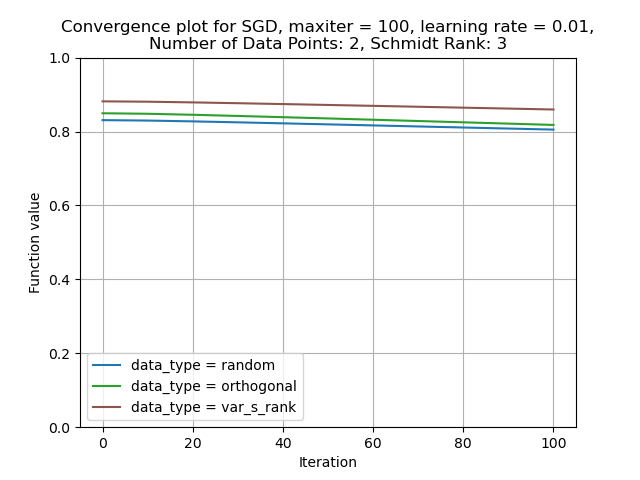 Convergence plot for SGD, maxiter = 100, learning rate = 0.01,
Number of Data Points: 2, Schmidt Rank: 3
1.0
0.8
0.6
0.4
0.2
0.0
Function value
data_type = random
data_type = orthogonal
data_type = var_s_rank
0 20 40 60 80 100
Iteration